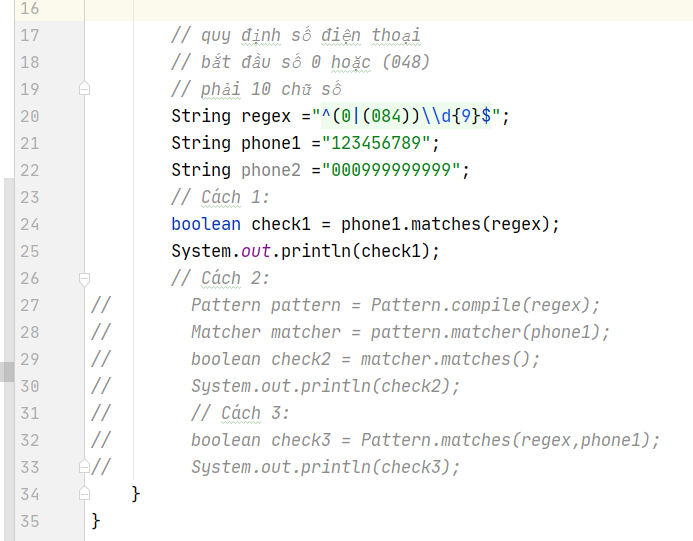 16
17 // quy định số điện thoại
18 // bắt đầu số 0 hoặc (048)
19 // phải 10 chữ số
20 String regex ="^(0|(084))\\d{9}$";
21 String phone1 ="123456789";
22 String phone2 ="000999999999";
23 // Cách 1:
24 boolean check1 = phone1.matches(regex);
25 System.out.println(check1);
26 // Cách 2:
27 // Pattern pattern = Pattern.compile(regex);
28 // Matcher matcher = pattern.matcher(phone1);
29 // boolean check2 = matcher.matches();
30 // System.out.println(check2);
31 // // Cách 3:
32 // boolean check3 = Pattern.matches(regex,phone1);
33 // System.out.println(check3);
34 }
35 }